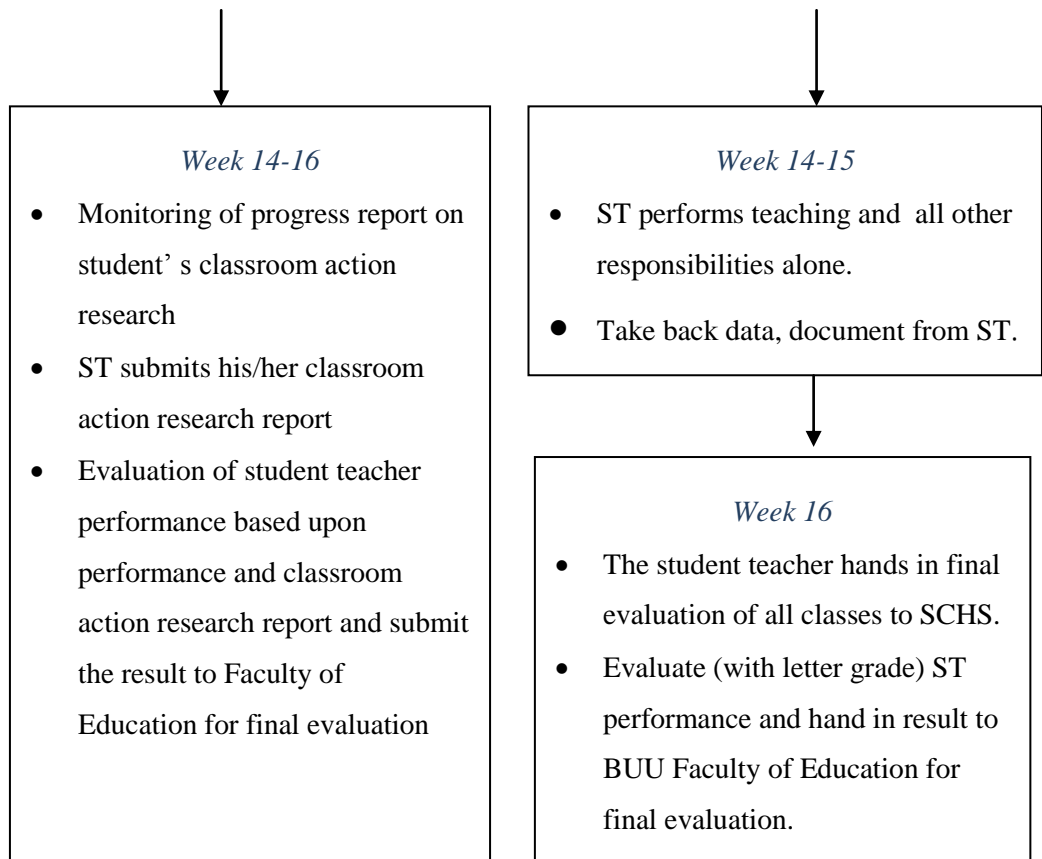 Week 14-16
• Monitoring of progress report on
student’ s classroom action
research
• ST submits his/her classroom
action research report
• Evaluation of student teacher
performance based upon
performance and classroom
action research report and submit
the result to Faculty of
Education for final evaluation
Week 14-15
• ST performs teaching and  all other
responsibilities alone.
● Take back data, document from ST.
Week 16
• The student teacher hands in final
evaluation of all classes to SCHS.
• Evaluate (with letter grade) ST
performance and hand in result to
BUU Faculty of Education for
final evaluation.